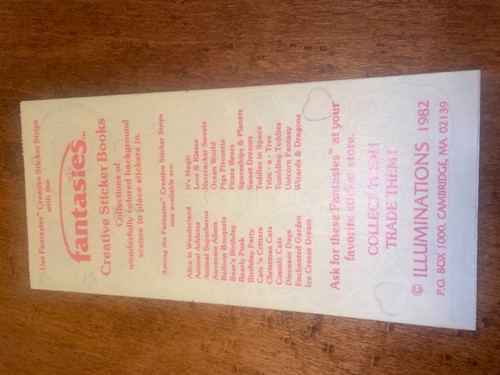 Use Fantasies™ Creative Sticker Strips
with the
fantasies™
Creative Sticker Books
Collections of
wonderfully colored background
scenes to place stickers in.
Among the Fantasies™ Creative Sticker Strips
now available are:
Alice in Wonderland
Animal Athletes
Animal Superheros
Awesome Aliens
Balloon Bouquets
Bear's Birthday
Bearly Pink
Birthday Party
Cats 'n Critters
Christmas Cats
Cosmic Cats
Dinosaur Days
Enchanted Garden
Ice Cream Dream
It's Magic
Love & Kisses
Nutcracker Sweets
Ocean World
Pigs Pirouette
Pirate Bears
Spaceships & Planets
Sweet Dreams
Teddies in Space
Trim • a • Tree
Tumbling Teddies
Unicorn Fantasy
Wizards & Dragons
Ask for these Fantasies™ at your
favorite sticker store.
COLLECT THEM!
TRADE THEM!
© ILLUMINATIONS 1982
P.O. BOX 1000, CAMBRIDGE, MA. 02139